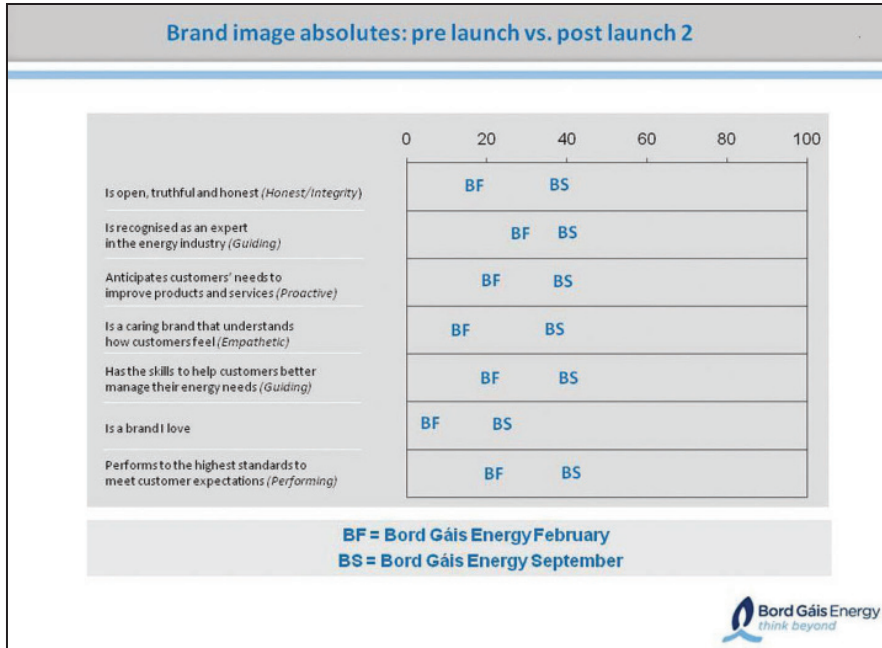 Brand image absolutes: pre launch vs. post launch 2
0 20 40 60 80 100
Is open, truthful and honest (Honest/Integrity) BF BS
Is recognised as an expert
in the energy industry (Guiding) BF BS
Anticipates customers' needs to
improve products and services (Proactive) BF BS
Is a caring brand that understands
how customers feel (Empathetic) BF BS
Has the skills to help customers better
manage their energy needs (Guiding) BF BS
Is a brand I love BF BS
Performs to the highest standards to
meet customer expectations (Performing) BF BS
BF = Bord Gáis Energy February
BS = Bord Gáis Energy September
Bord Gáis Energy
think beyond